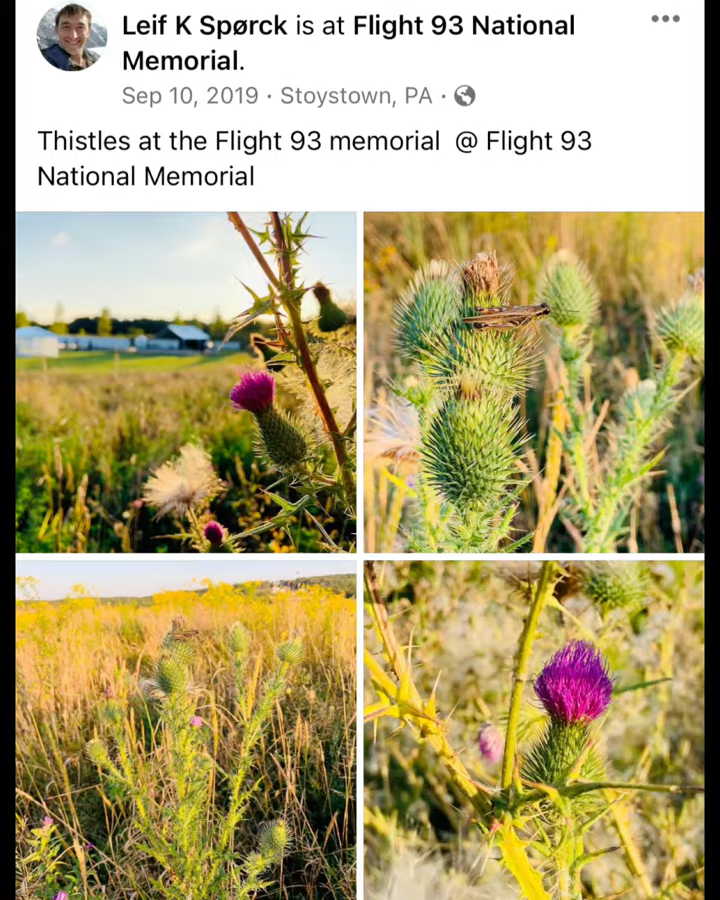 Leif K Spørck is at Flight 93 National
Memorial.
Sep 10, 2019 · Stoystown, PA ·
Thistles at the Flight 93 memorial @ Flight 93
National Memorial